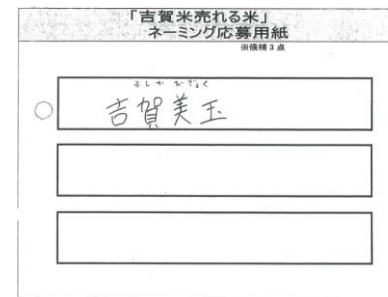 「吉賀米売れる米」
ネーミング応募用紙
※候補3点
よしかびぎょく
吉賀美玉